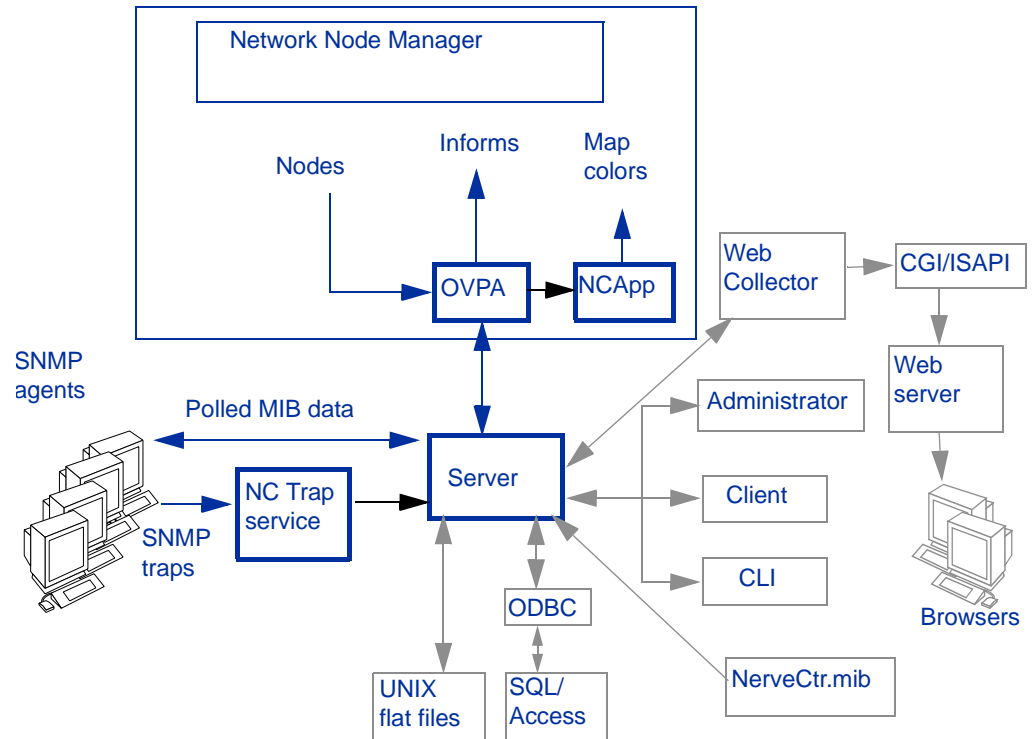 Network Node Manager
Informs
Map
colors
Nodes
OVPA
NCApp
Web
Collector
CGI/ISAPI
Web
server
SNMP
agents
Polled MIB data
Administrator
Server
NC Trap
service
Client
SNMP
traps
CLI
ODBC
Browsers
UNIX
flat files
SQL/
Access
NerveCtr.mib